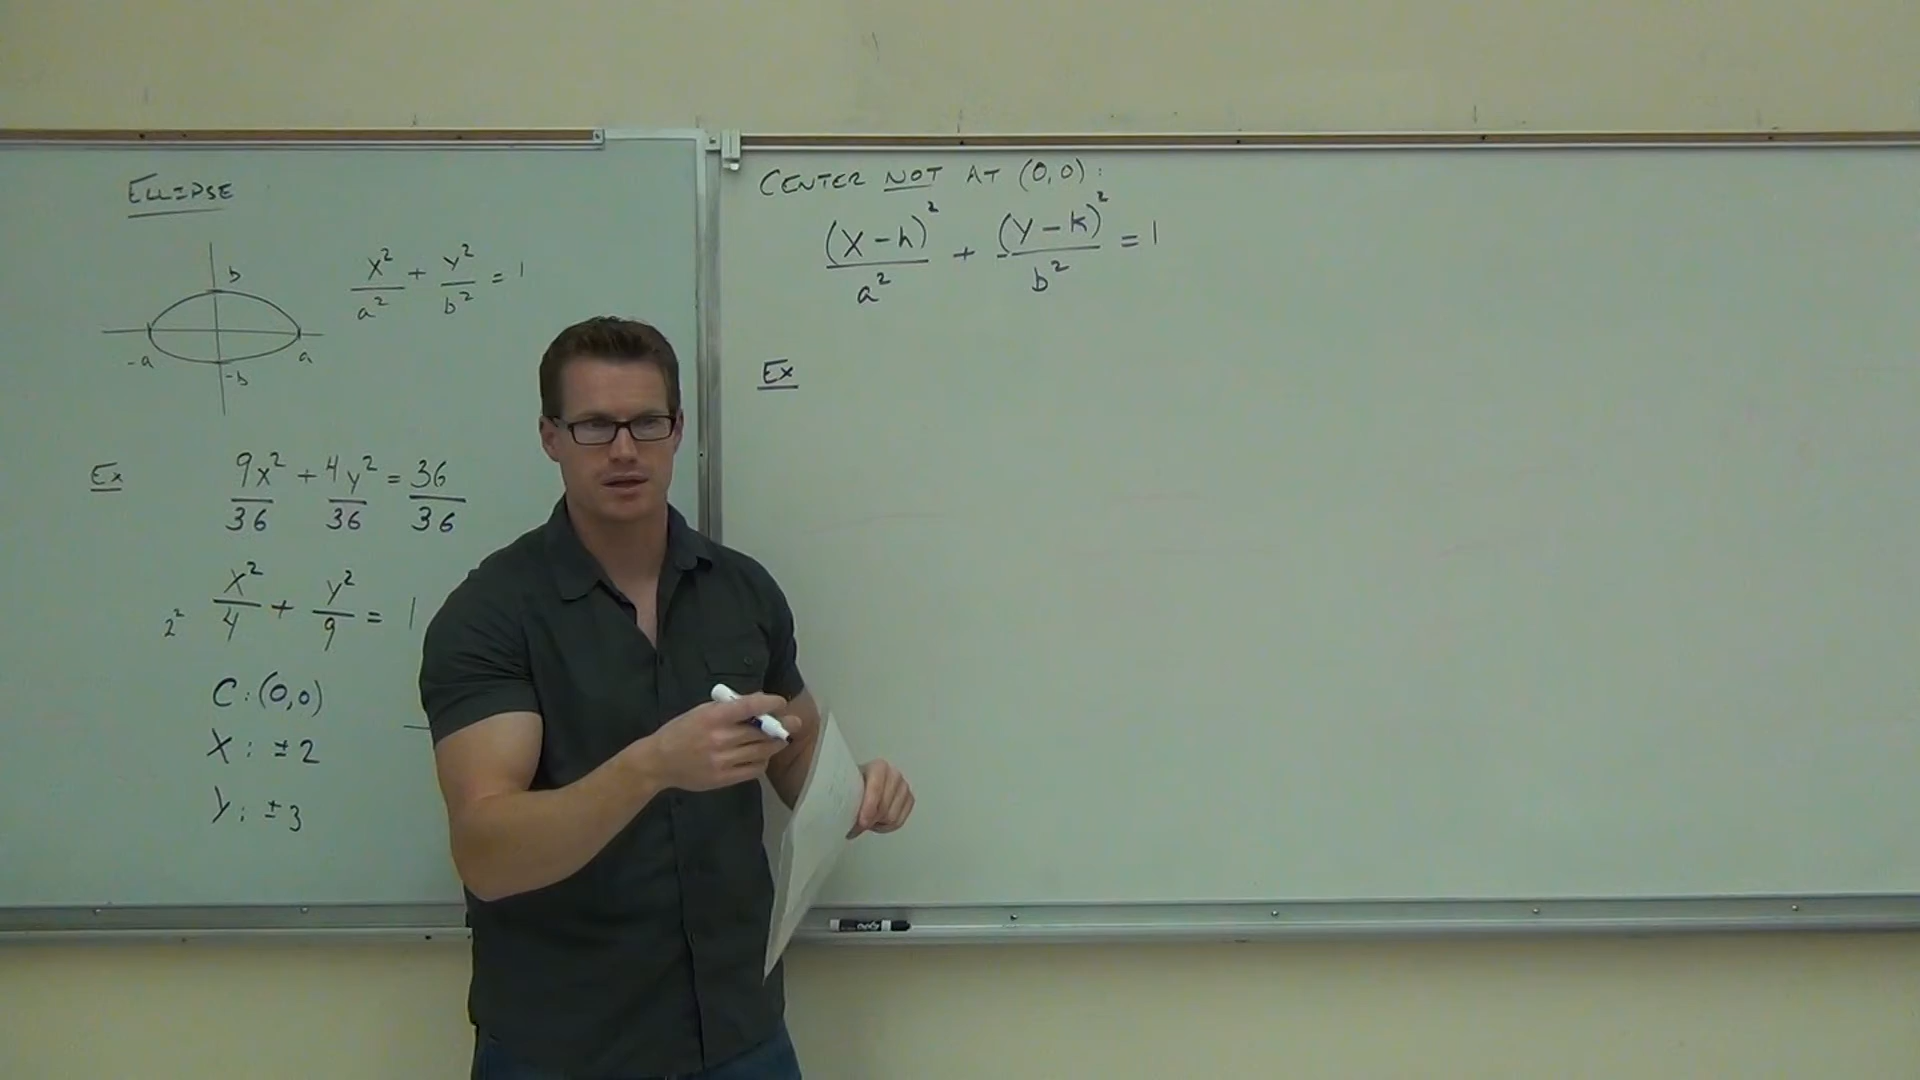 ELLIPSE
b
-a
a
-b
x²/a² + y²/b² = 1
Ex
9x²/36 + 4y²/36 = 36/36
2² x²/4 + y²/9 = 1
C: (0,0)
X: ±2
Y: ±3
CENTER NOT AT (0,0):
(X-h)²/a² + (Y-k)²/b² = 1
Ex